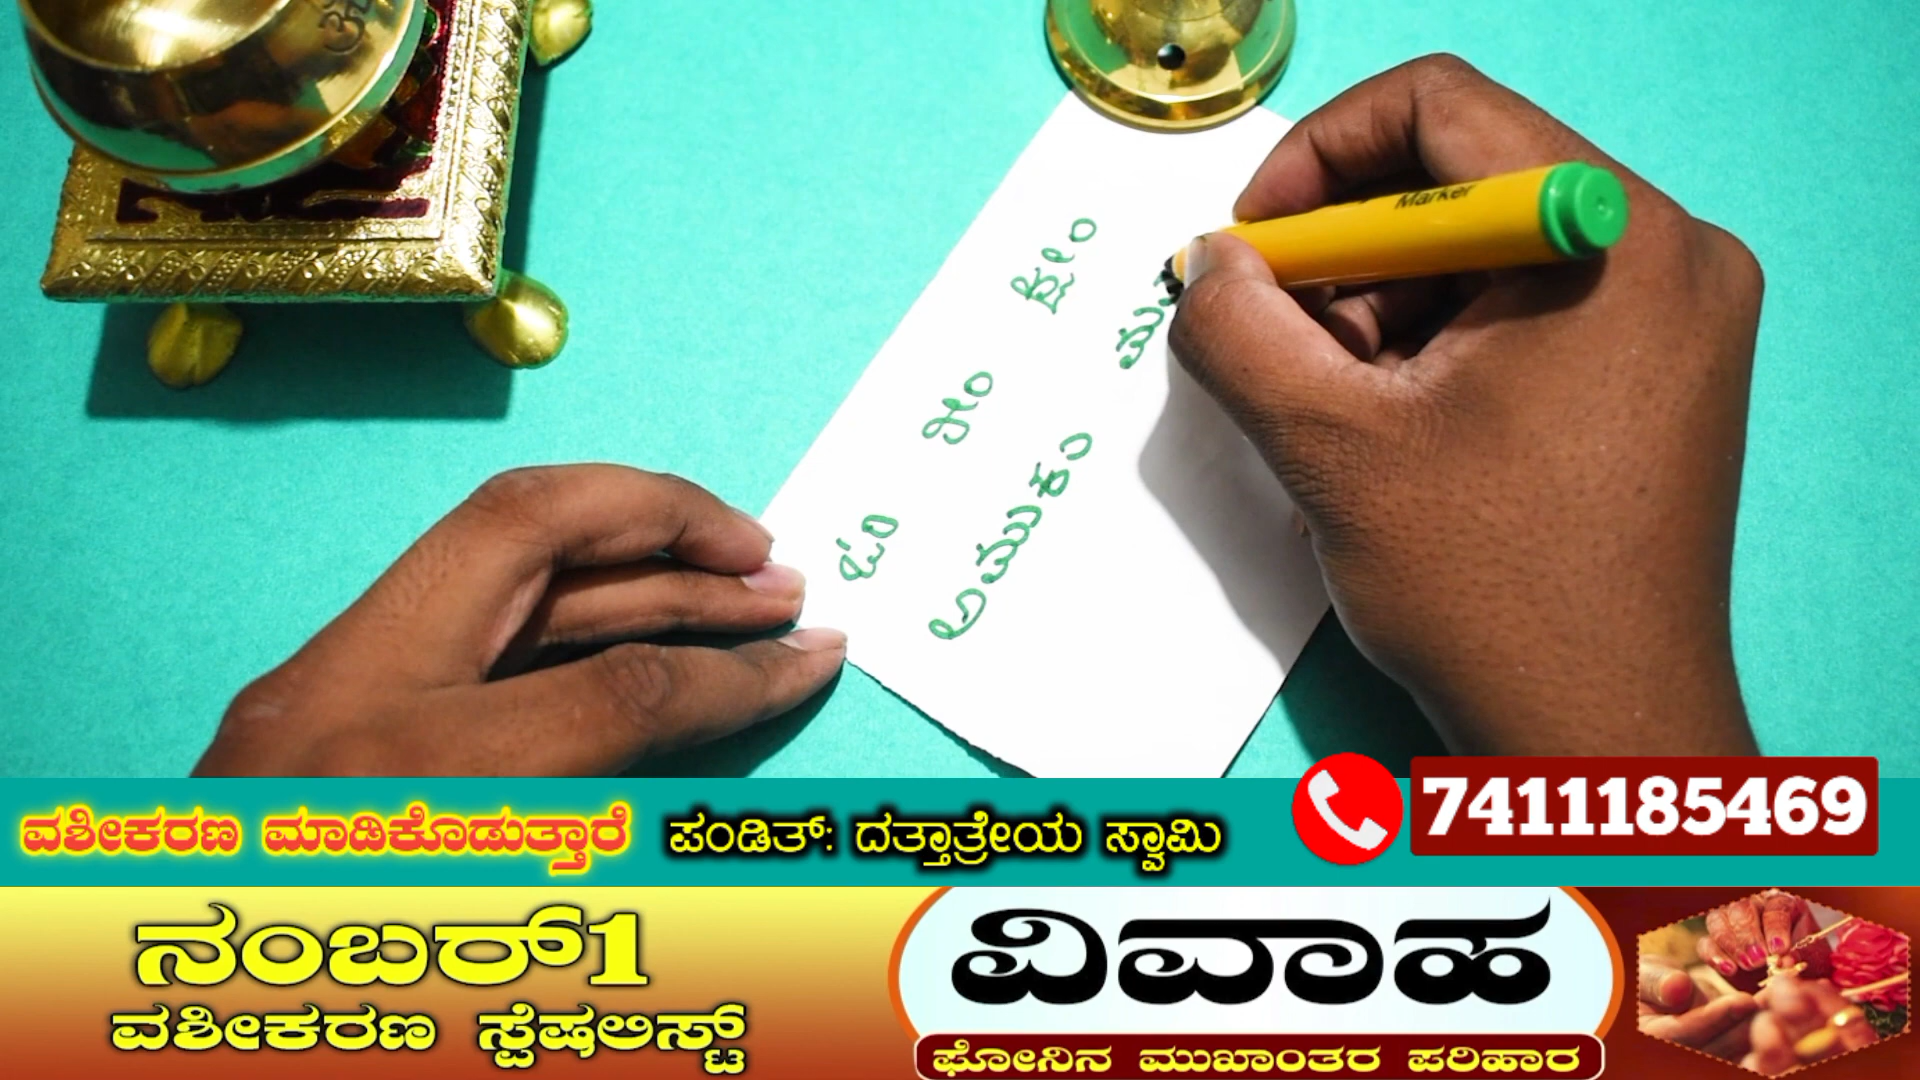 Marker
ಓಂ ಕ್ಷೀಂ
ಅಮುಕಂ
ವಶೀಕರಣ ಮಾಡಿಕೊಡುತ್ತಾರೆ ಪಂಡಿತ್: ದತ್ತಾತ್ರೇಯ ಸ್ವಾಮಿ 7411185469
ನಂಬರ್1
ವಶೀಕರಣ ಸ್ಪೆಷಲಿಸ್ಟ್
ವಿವಾಹ
ಫೋನಿನ ಮುಖಾಂತರ ಪರಿಹಾರ